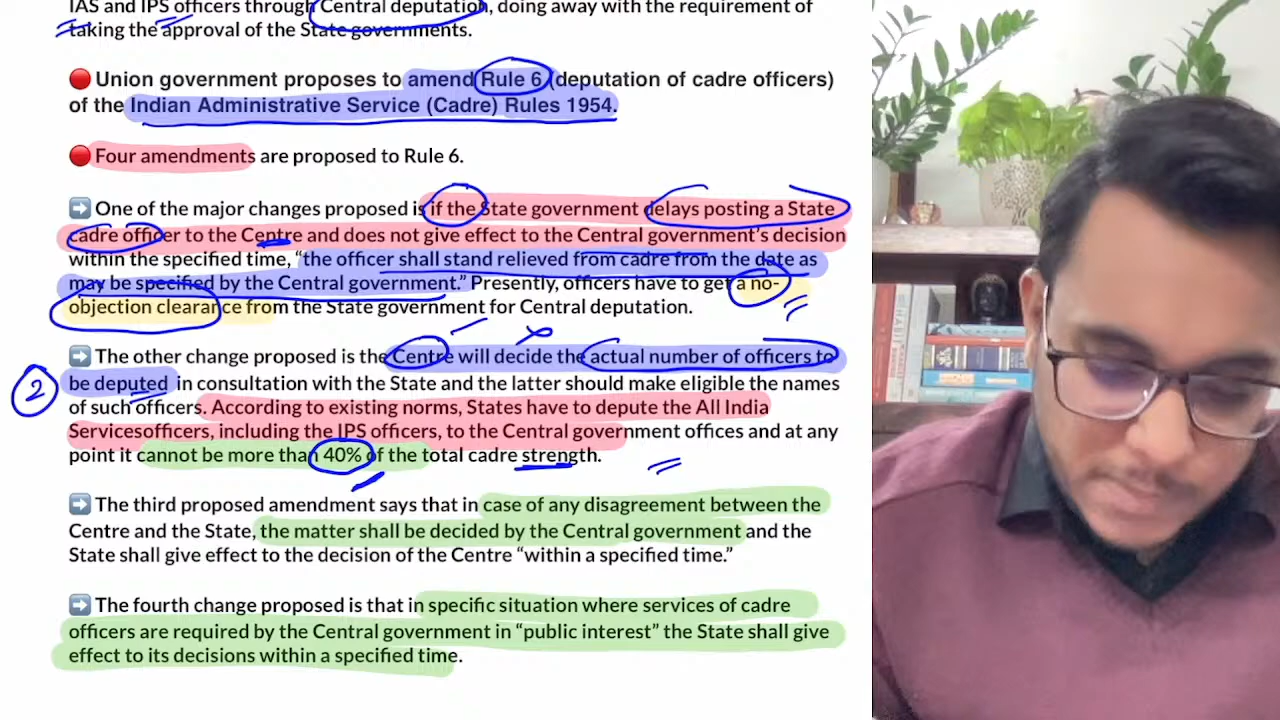 IAS and IPS officers through Central deputation, doing away with the requirement of
taking the approval of the State governments.
Union government proposes to amend Rule 6 (deputation of cadre officers)
of the Indian Administrative Service (Cadre) Rules 1954.
Four amendments are proposed to Rule 6.
One of the major changes proposed is if the State government delays posting a State
cadre officer to the Centre and does not give effect to the Central government's decision
within the specified time, “the officer shall stand relieved from cadre from the date as
may be specified by the Central government.” Presently, officers have to get a no-
objection clearance from the State government for Central deputation.
The other change proposed is the Centre will decide the actual number of officers to
2
be deputed in consultation with the State and the latter should make eligible the names
of such officers. According to existing norms, States have to depute the All India
Servicesofficers, including the IPS officers, to the Central government offices and at any
point it cannot be more than 40% of the total cadre strength.
The third proposed amendment says that in case of any disagreement between the
Centre and the State, the matter shall be decided by the Central government and the
State shall give effect to the decision of the Centre “within a specified time.”
The fourth change proposed is that in specific situation where services of cadre
officers are required by the Central government in “public interest” the State shall give
effect to its decisions within a specified time.